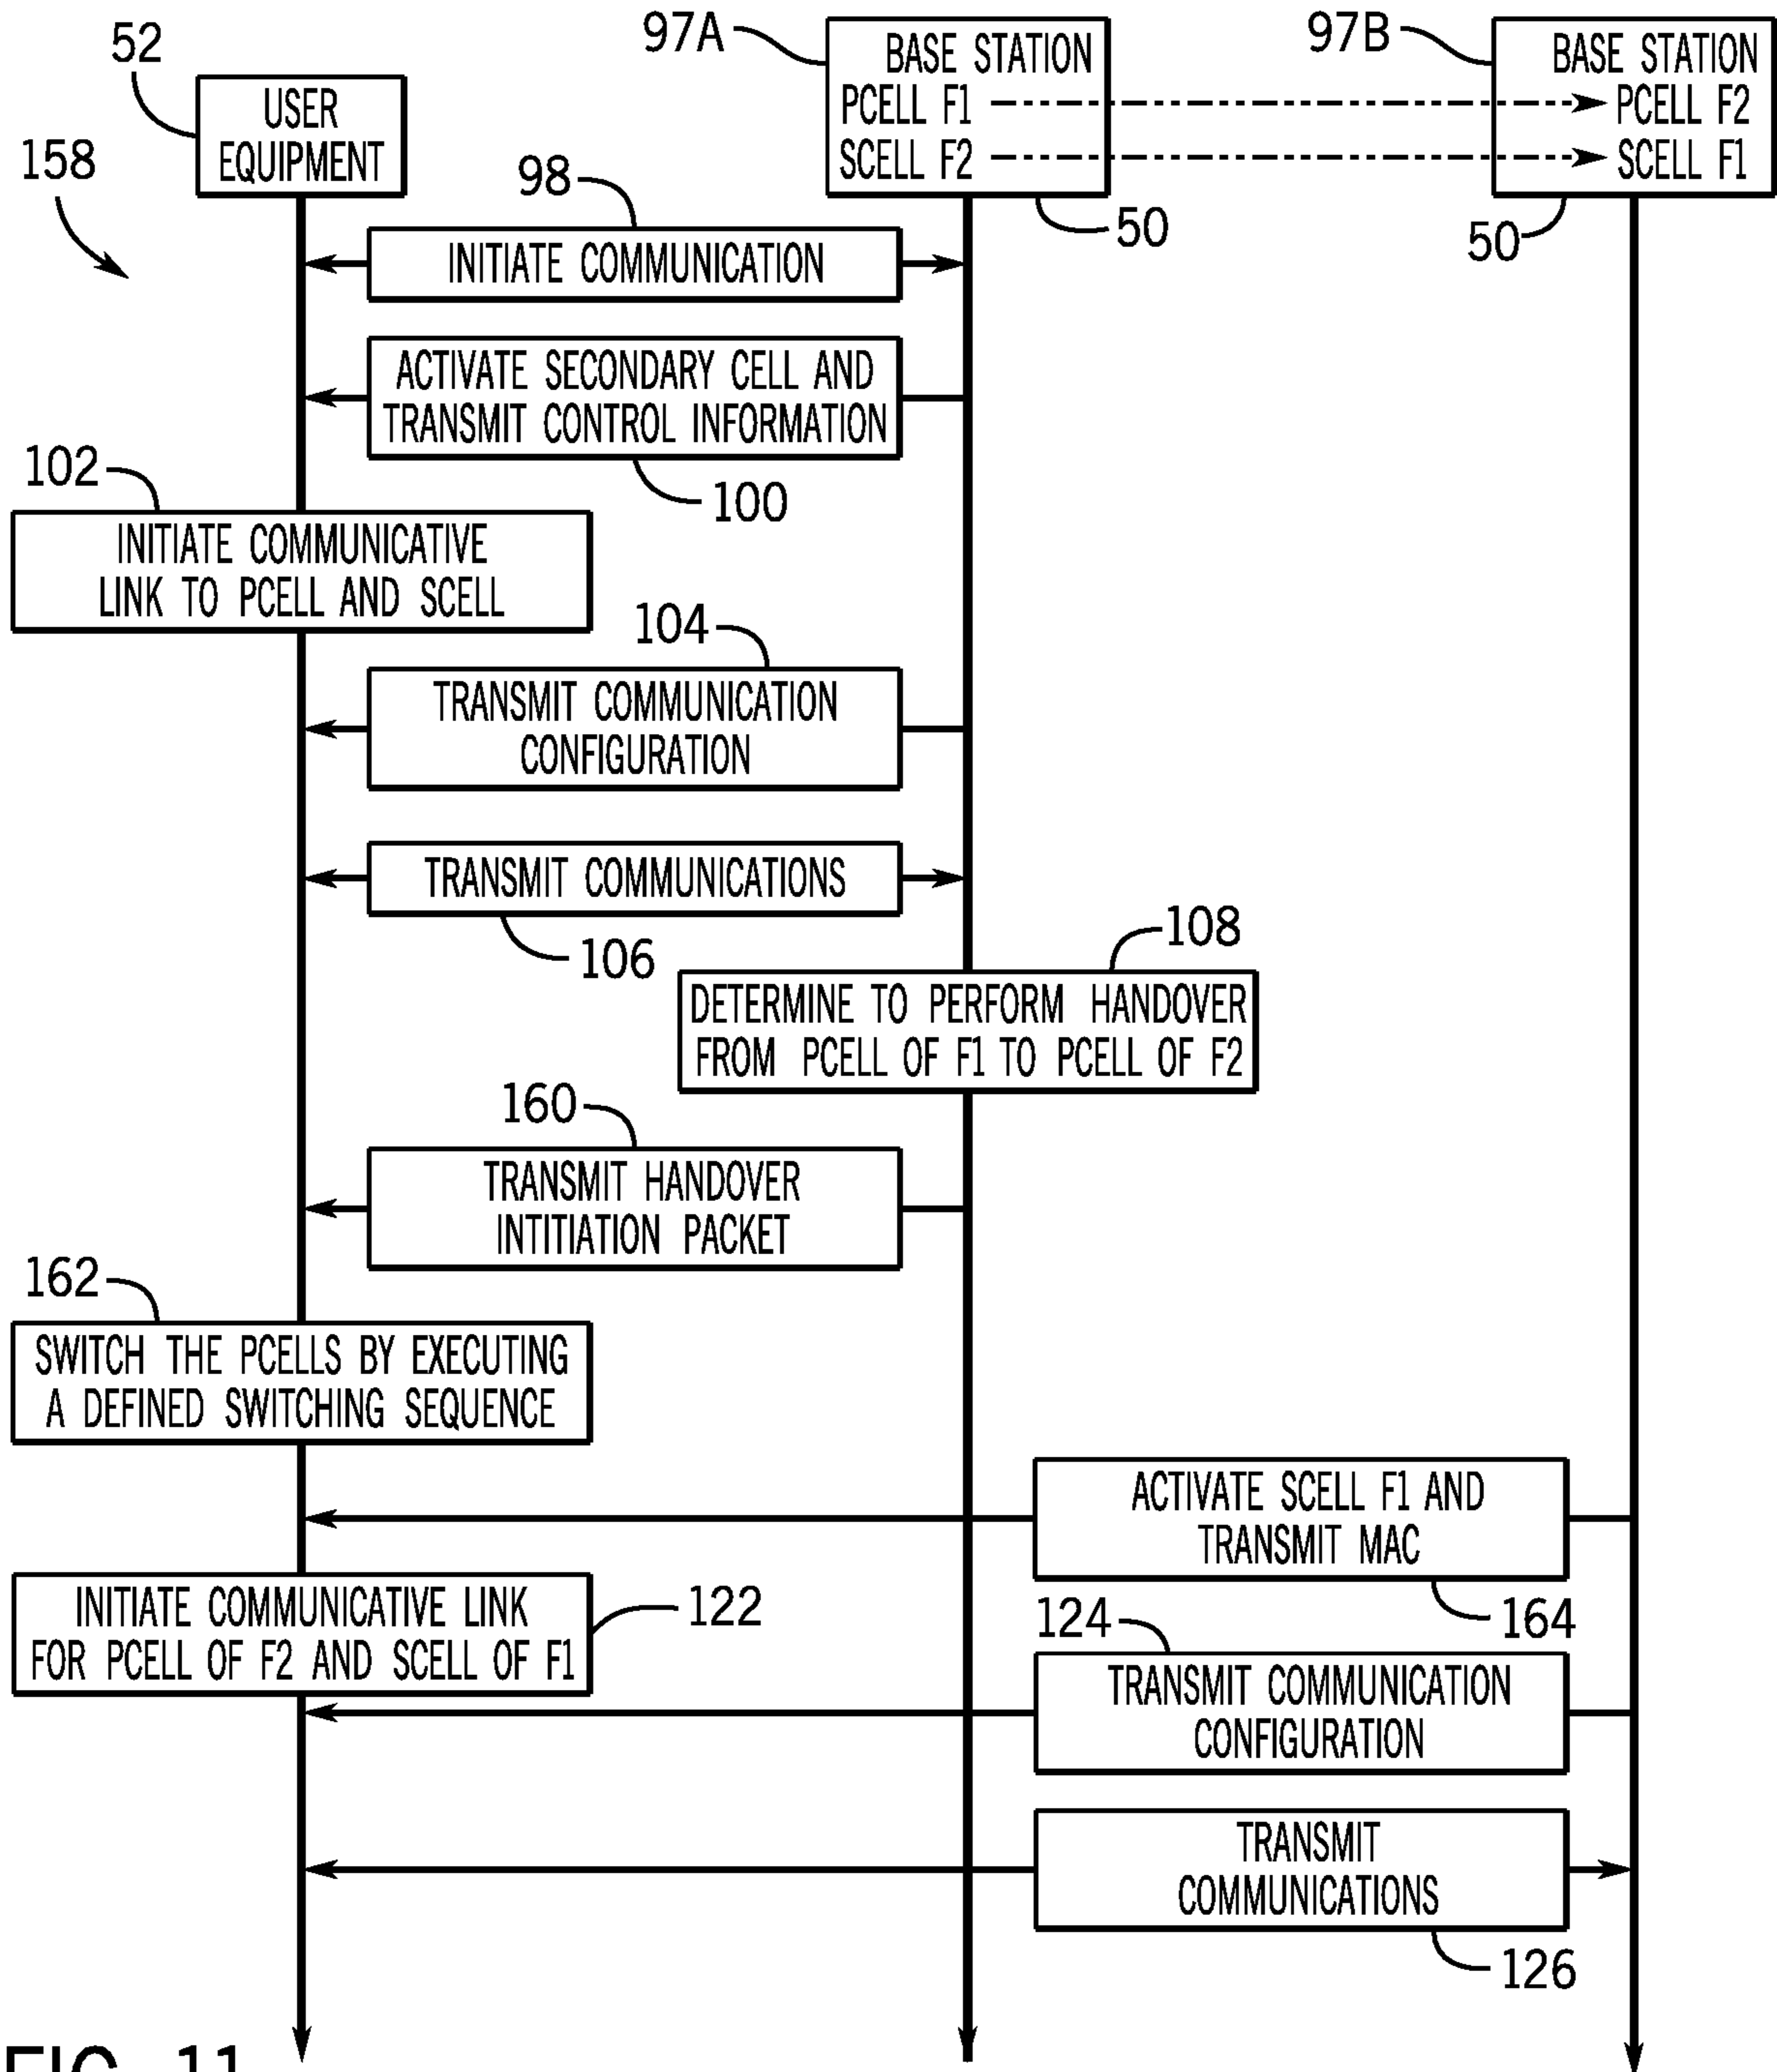 52
USER
EQUIPMENT
158
97A
BASE STATION
PCELL F1
SCELL F2
50
97B
BASE STATION
PCELL F2
SCELL F1
50
98
INITIATE COMMUNICATION
ACTIVATE SECONDARY CELL AND
TRANSMIT CONTROL INFORMATION
100
102
INITIATE COMMUNICATIVE
LINK TO PCELL AND SCELL
104
TRANSMIT COMMUNICATION
CONFIGURATION
TRANSMIT COMMUNICATIONS
106
108
DETERMINE TO PERFORM HANDOVER
FROM PCELL OF F1 TO PCELL OF F2
160
TRANSMIT HANDOVER
INTITIATION PACKET
162
SWITCH THE PCELLS BY EXECUTING
A DEFINED SWITCHING SEQUENCE
ACTIVATE SCELL F1 AND
TRANSMIT MAC
164
INITIATE COMMUNICATIVE LINK
FOR PCELL OF F2 AND SCELL OF F1
122
124
TRANSMIT COMMUNICATION
CONFIGURATION
TRANSMIT
COMMUNICATIONS
126
FIG. 11